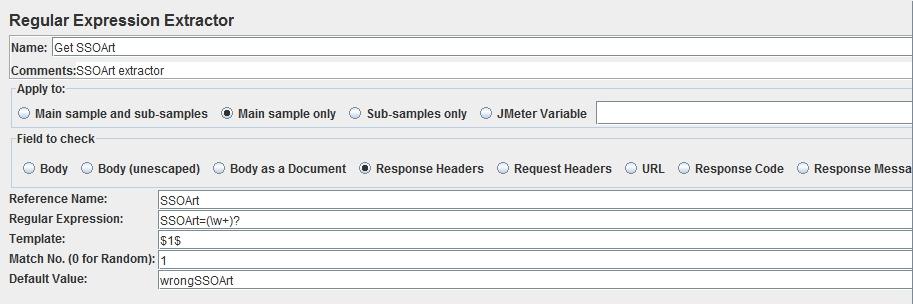 Regular Expression Extractor
Name: Get SSOArt
Comments: SSOArt extractor
Apply to:
Main sample and sub-samples Main sample only Sub-samples only JMeter Variable
Field to check
Body Body (unescaped) Body as a Document Response Headers Request Headers URL Response Code Response Messa
Reference Name: SSOArt
Regular Expression: SSOArt=(\w+)?
Template: $1$
Match No. (0 for Random): 1
Default Value: wrongSSOArt